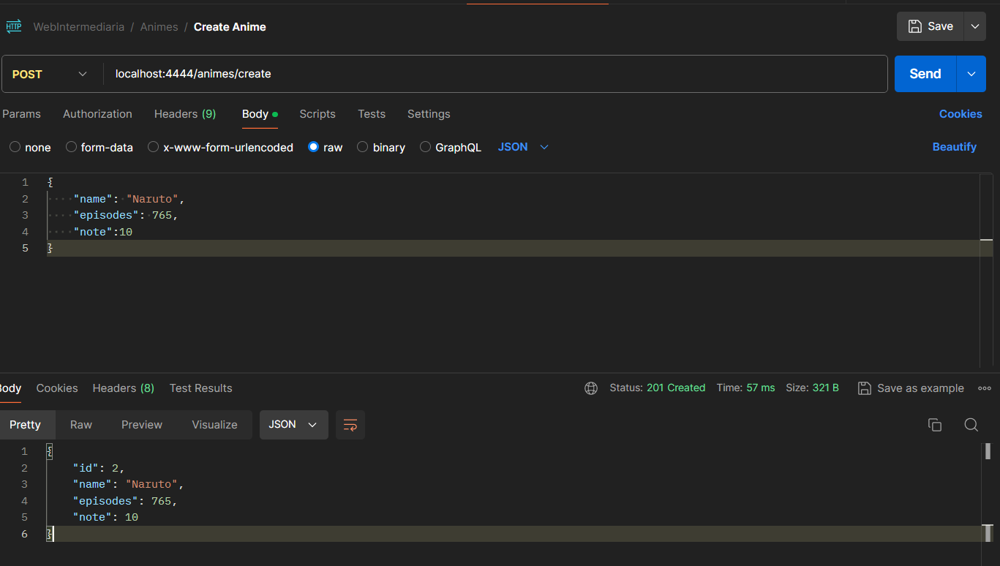 HTTP WebIntermediaria / Animes / Create Anime Save
POST localhost:4444/animes/create Send
Params Authorization Headers (9) Body Scripts Tests Settings Cookies
none form-data x-www-form-urlencoded raw binary GraphQL JSON Beautify
1 {
2 "name": "Naruto",
3 "episodes": 765,
4 "note":10
5 }
Body Cookies Headers (8) Test Results Status: 201 Created Time: 57 ms Size: 321 B Save as example
Pretty Raw Preview Visualize JSON
1 {
2 "id": 2,
3 "name": "Naruto",
4 "episodes": 765,
5 "note": 10
6 }